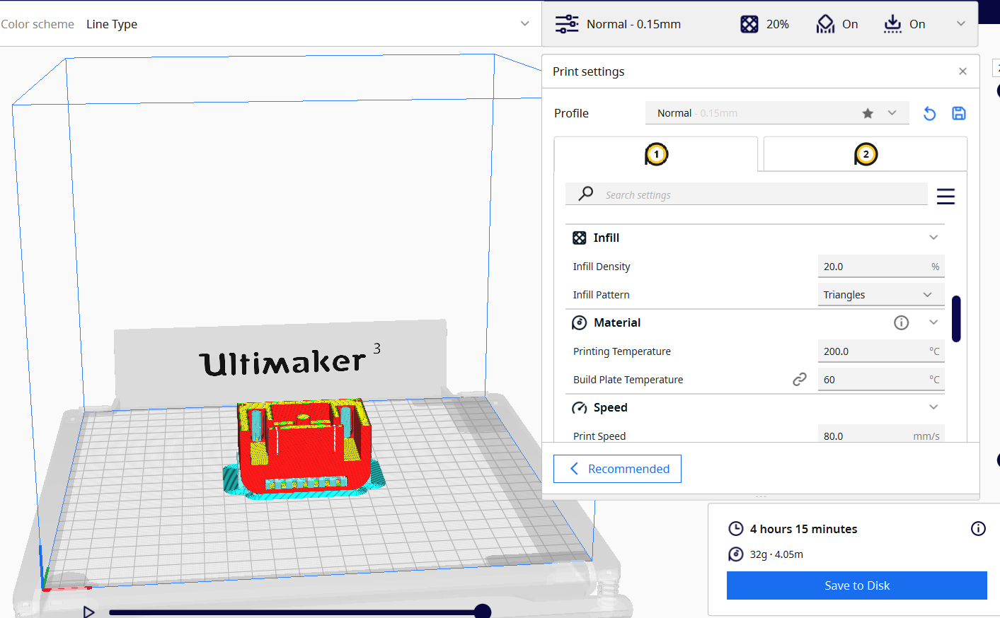 Color scheme Line Type
Normal - 0.15mm 20% On On
Print settings
Profile Normal - 0.15mm
1 2
Search settings
Infill
Infill Density 20.0 %
Infill Pattern Triangles
Material
Printing Temperature 200.0 °C
Build Plate Temperature 60 °C
Speed
Print Speed 80.0 mm/s
Recommended
Ultimaker 3
4 hours 15 minutes
32g · 4.05m
Save to Disk